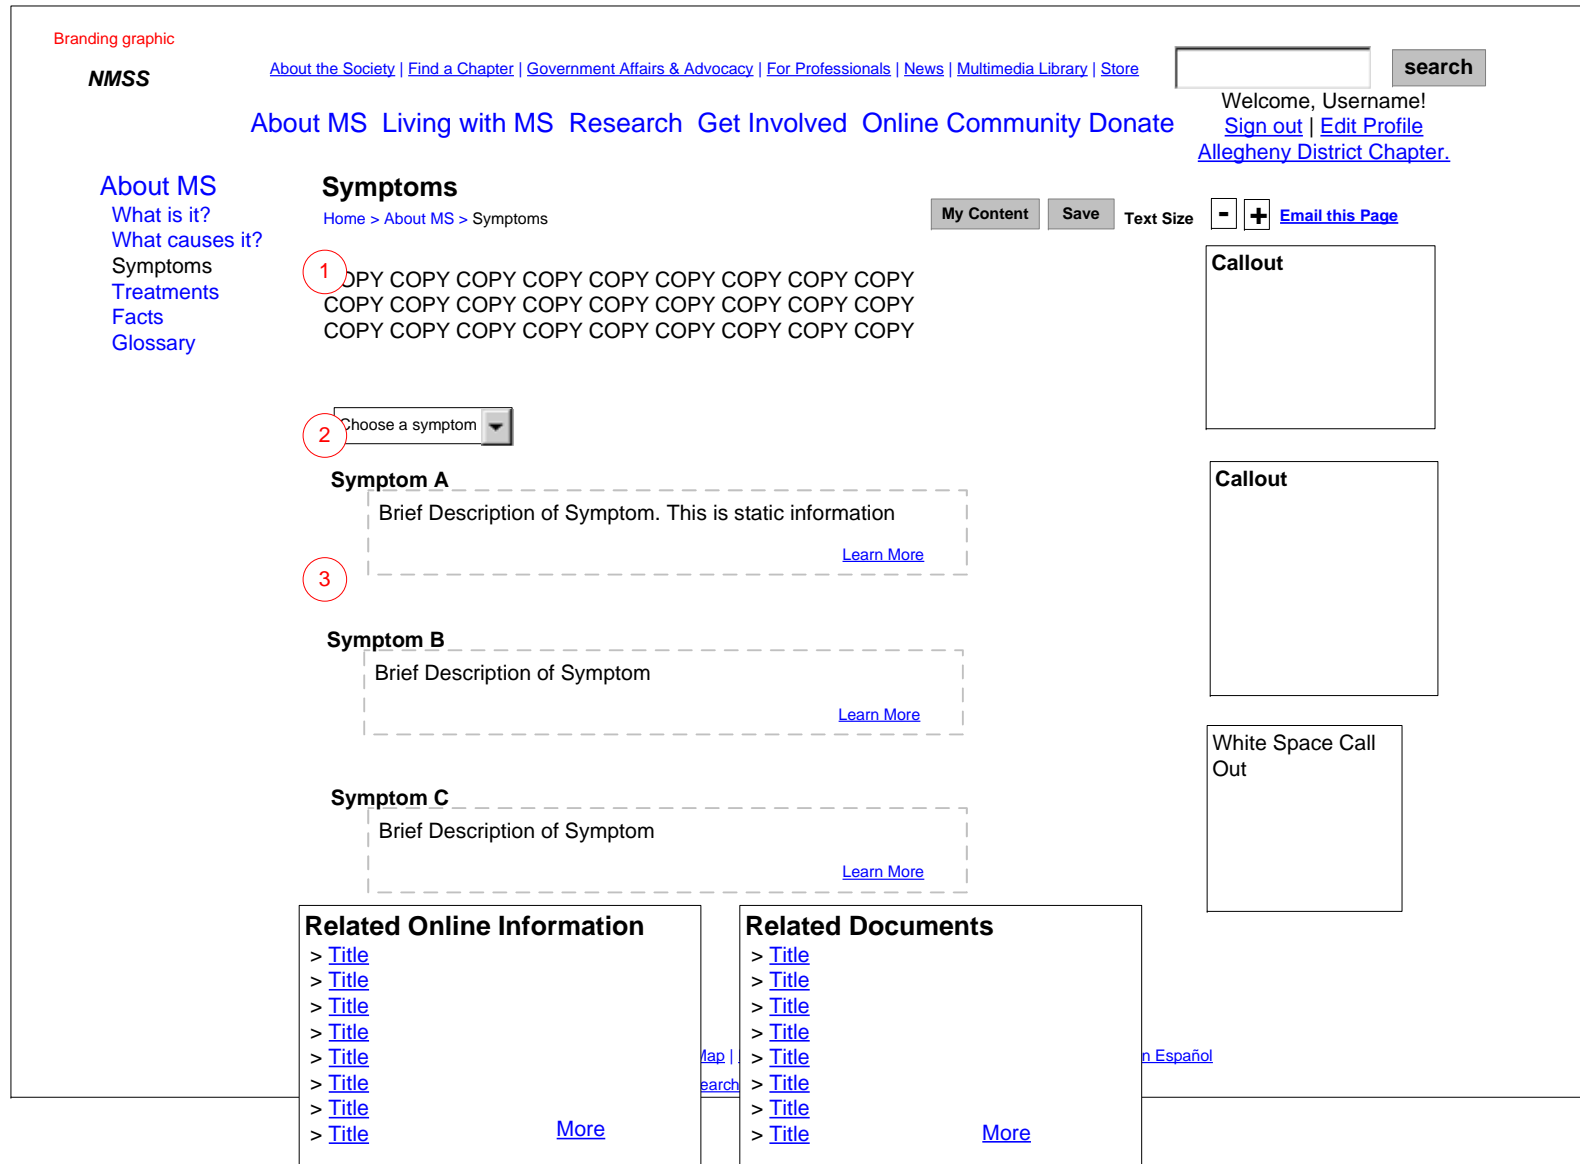 Branding graphic
NMSS
About the Society | Find a Chapter | Government Affairs & Advocacy | For Professionals | News | Multimedia Library | Store
search
Welcome, Username!
Sign out | Edit Profile
Allegheny District Chapter.
About MS Living with MS Research Get Involved Online Community Donate
About MS
What is it?
What causes it?
Symptoms
Treatments
Facts
Glossary
Symptoms
Home > About MS > Symptoms
My Content Save Text Size - + Email this Page
1
OPY COPY COPY COPY COPY COPY COPY COPY COPY
COPY COPY COPY COPY COPY COPY COPY COPY COPY
COPY COPY COPY COPY COPY COPY COPY COPY COPY
2
Choose a symptom
Symptom A
Brief Description of Symptom. This is static information
Learn More
3
Symptom B
Brief Description of Symptom
Learn More
Symptom C
Brief Description of Symptom
Learn More
Callout
Callout
White Space Call
Out
Related Online Information
> Title
> Title
> Title
> Title
> Title
> Title
> Title
> Title
More
Related Documents
> Title
> Title
> Title
> Title
> Title
> Title
> Title
> Title
More
Map |
earch
n Español